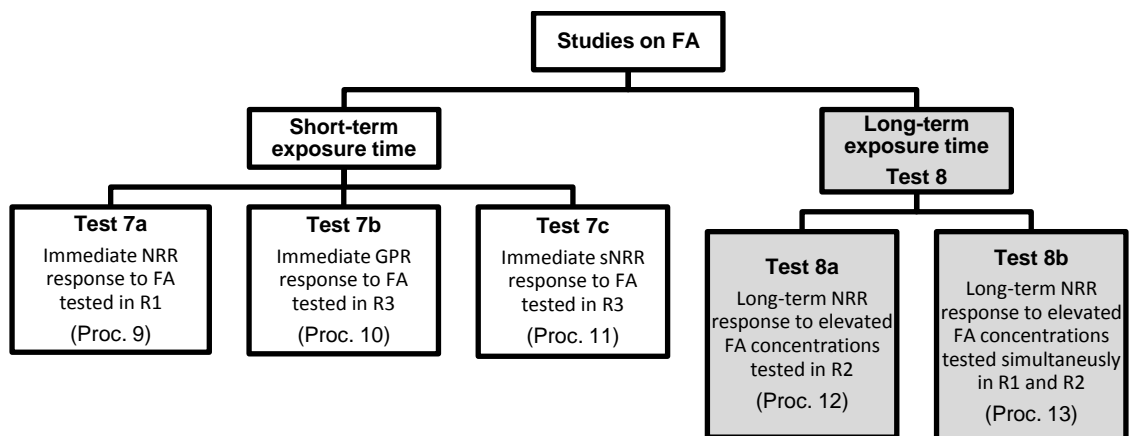 Studies on FA
Short-term
exposure time
Long-term
exposure time
Test 8
Test 7a
Immediate NRR
response to FA
tested in R1
(Proc. 9)
Test 7b
Immediate GPR
response to FA
tested in R3
(Proc. 10)
Test 7c
Immediate sNRR
response to FA
tested in R3
(Proc. 11)
Test 8a
Long-term NRR
response to elevated
FA concentrations
tested in R2
(Proc. 12)
Test 8b
Long-term NRR
response to elevated
FA concentrations
tested simultaneusly
in R1 and R2
(Proc. 13)